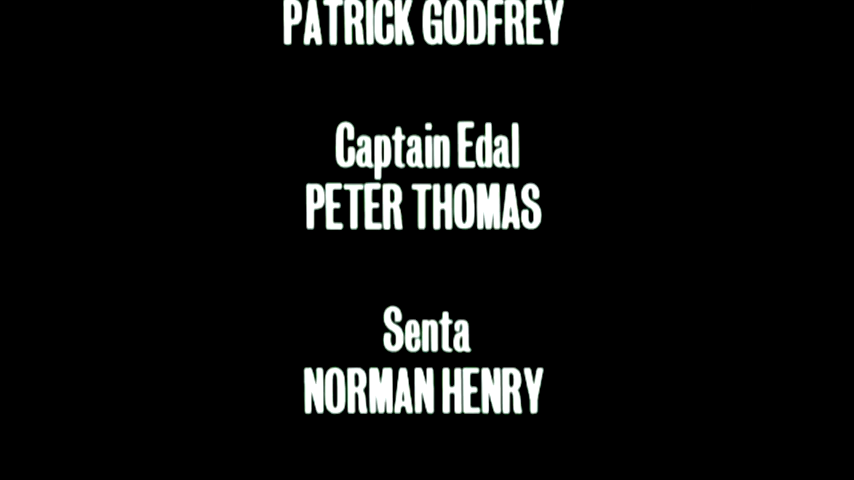 PATRICK GODFREY
Captain Edal
PETER THOMAS
Senta
NORMAN HENRY